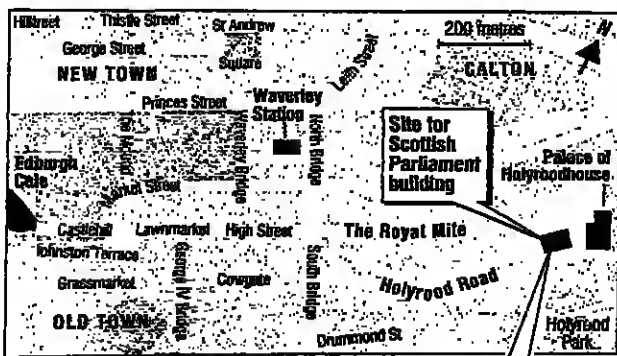 Hillstreet
Thistle Street
St Andrew
Square
George Street
NEW TOWN
Leith Street
200 metres
N
CALTON
Princes Street
Waverley
Station
The Mound
Waverley Bridge
North Bridge
Site for
Scottish
Parliament
building
Palace of
Holyroodhouse
Edinburgh
Market Street
Castlehill
Lawnmarket
High Street
The Royal Mile
Johnston Terrace
George IV Bridge
South Bridge
Grassmarket
Cowgate
Holyrood Road
OLD TOWN
Drummond St
Holyrood
Park